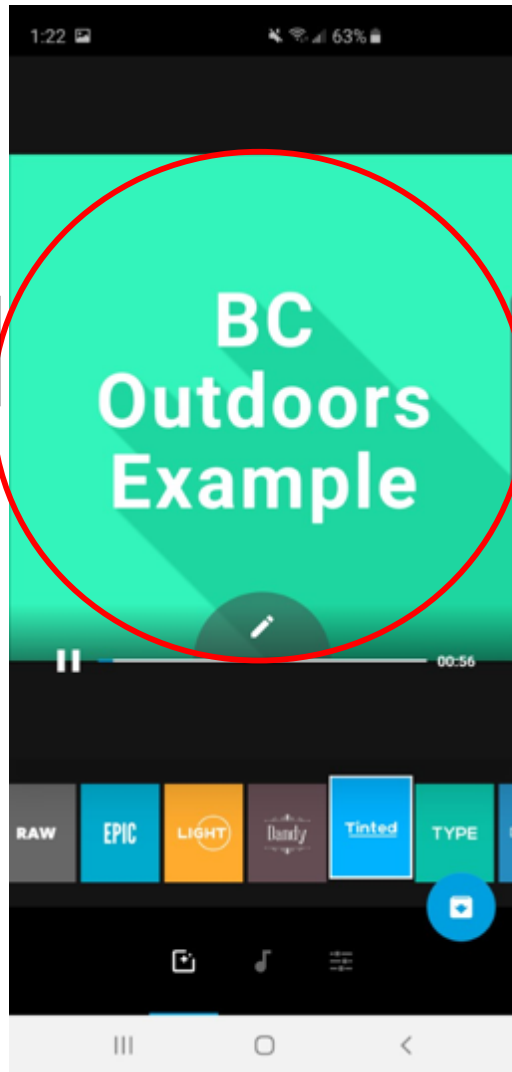 1:22 63%
BC
Outdoors
Example
00:56
RAW EPIC LIGHT Dandy Tinted TYPE